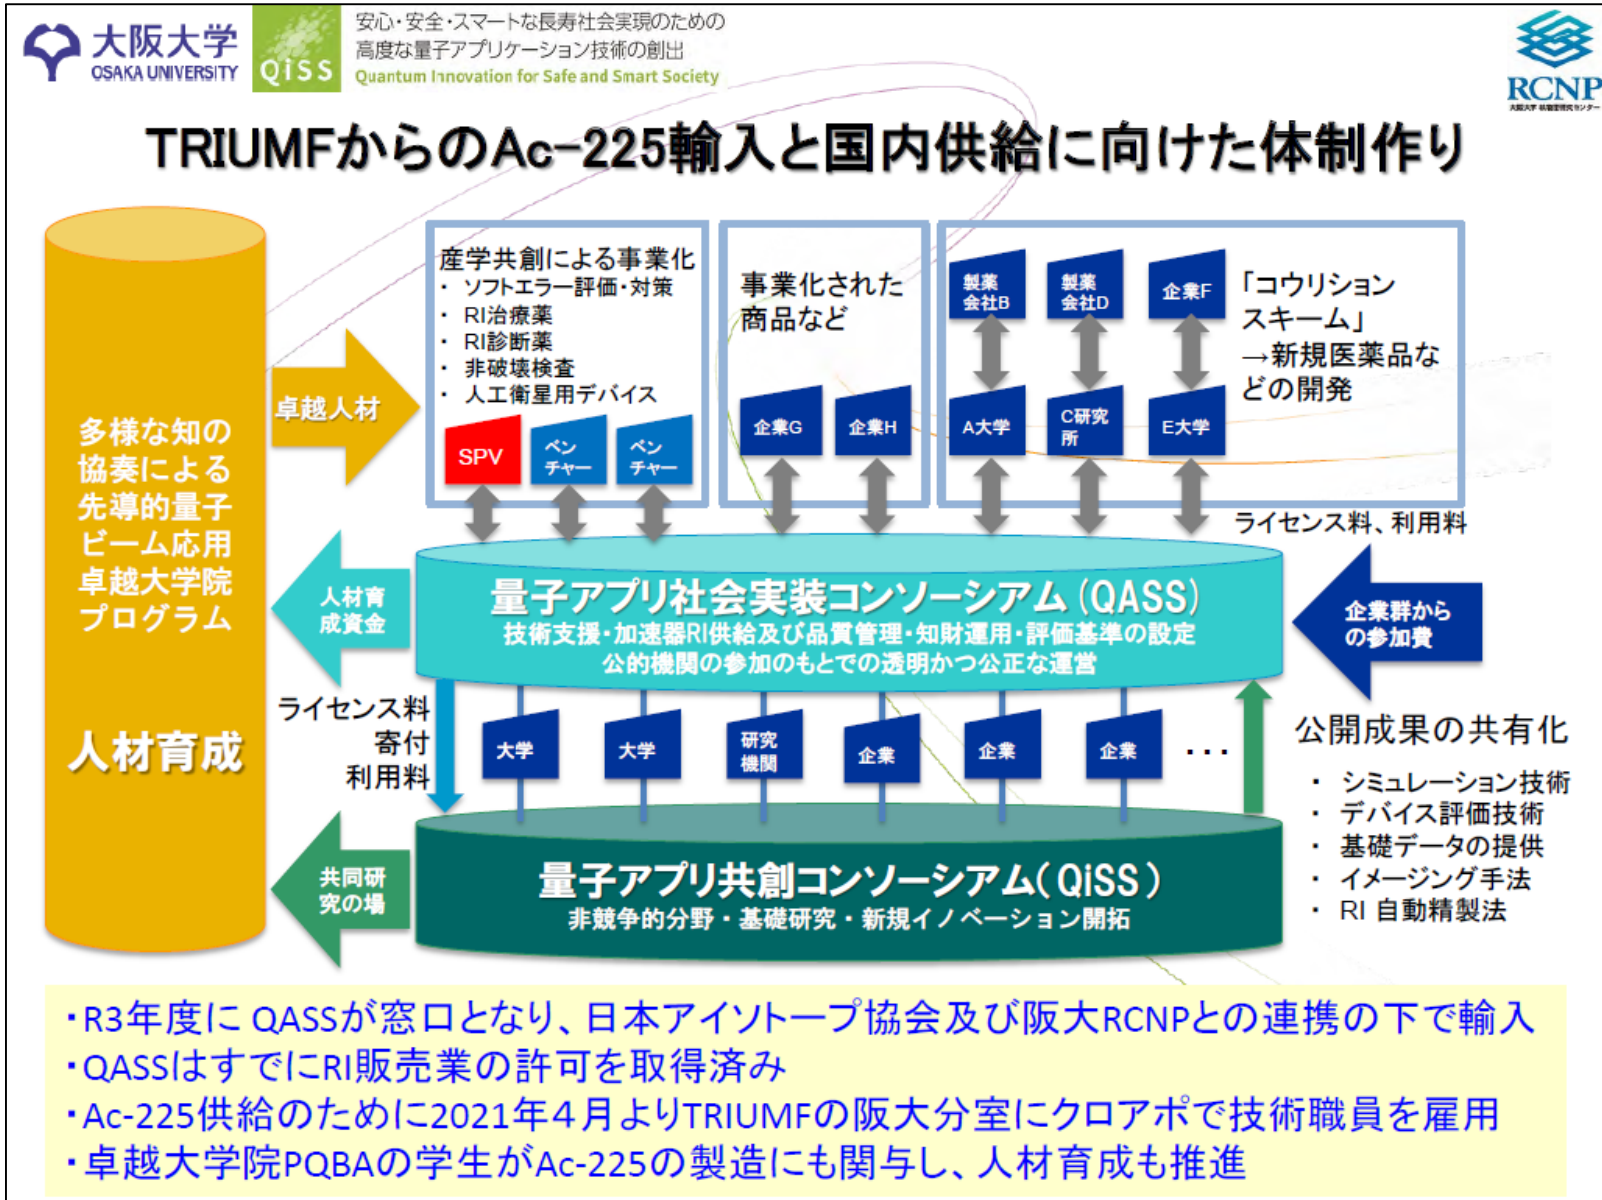 大阪大学
OSAKA UNIVERSITY
QiSS
安心・安全・スマートな長寿社会実現のための
高度な量子アプリケーション技術の創出
Quantum Innovation for Safe and Smart Society
RCNP
大阪大学 核物理研究センター
TRIUMFからのAc-225輸入と国内供給に向けた体制作り
多様な知の
協奏による
先導的量子
ビーム応用
卓越大学院
プログラム
人材育成
卓越人材
産学共創による事業化
・ ソフトエラー評価・対策
・ RI治療薬
・ RI診断薬
・ 非破壊検査
・ 人工衛星用デバイス
SPV
ベン
チャー
ベン
チャー
事業化された
商品など
企業G
企業H
製薬
会社B
製薬
会社D
企業F
A大学
C研究
所
E大学
「コウリション
スキーム」
→新規医薬品な
どの開発
ライセンス料、利用料
人材育
成資金
量子アプリ社会実装コンソーシアム(QASS)
技術支援・加速器RI供給及び品質管理・知財運用・評価基準の設定
公的機関の参加のもとでの透明かつ公正な運営
企業群から
の参加費
ライセンス料
寄付
利用料
大学
大学
研究
機関
企業
企業
企業
・・・
公開成果の共有化
・ シミュレーション技術
・ デバイス評価技術
・ 基礎データの提供
・ イメージング手法
・ RI 自動精製法
共同研
究の場
量子アプリ共創コンソーシアム(QiSS)
非競争的分野・基礎研究・新規イノベーション開拓
・R3年度に QASSが窓口となり、日本アイソトープ協会及び阪大RCNPとの連携の下で輸入
・QASSはすでにRI販売業の許可を取得済み
・Ac-225供給のために2021年４月よりTRIUMFの阪大分室にクロアポで技術職員を雇用
・卓越大学院PQBAの学生がAc-225の製造にも関与し、人材育成も推進